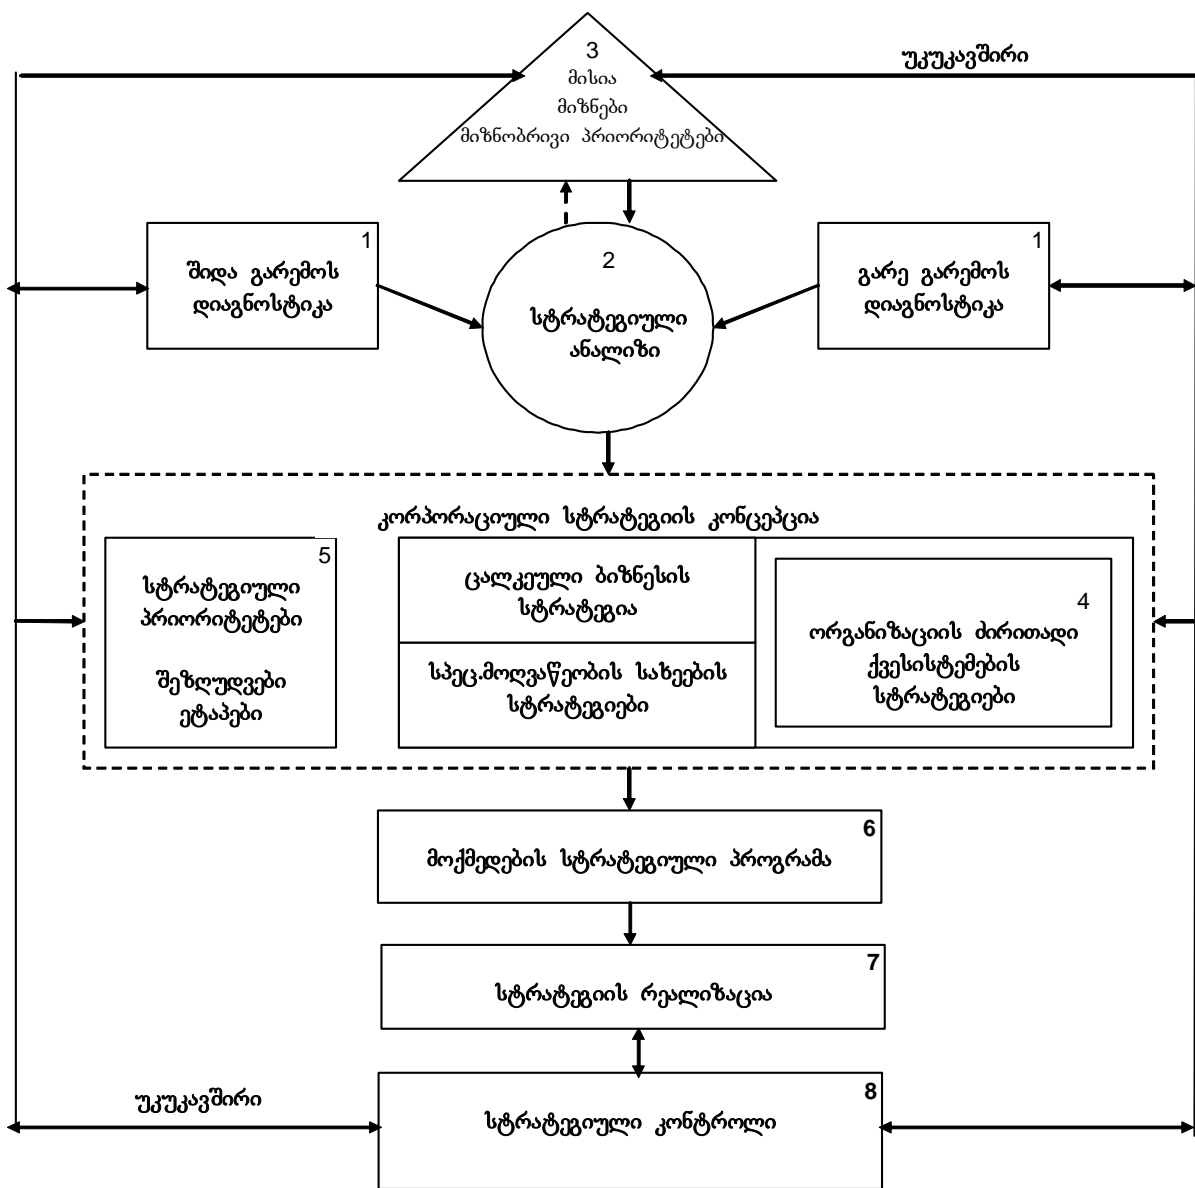 3
მისია
მიზნები
მიზნობრივი პრიორიტეტები
უკუკავშირი
1
შიდა გარემოს
დიაგნოსტიკა
2
სტრატეგიული
ანალიზი
1
გარე გარემოს
დიაგნოსტიკა
კორპორაციული სტრატეგიის კონცეპცია
5
სტრატეგიული
პრიორიტეტები
შეზღუდვები
ეტაპები
ცალკეული ბიზნესის
სტრატეგია
სპეც.მოღვაწეობის სახეების
სტრატეგიები
4
ორგანიზაციის ძირითადი
ქვესისტემების
სტრატეგიები
6
მოქმედების სტრატეგიული პროგრამა
7
სტრატეგიის რეალიზაცია
უკუკავშირი
8
სტრატეგიული კონტროლი